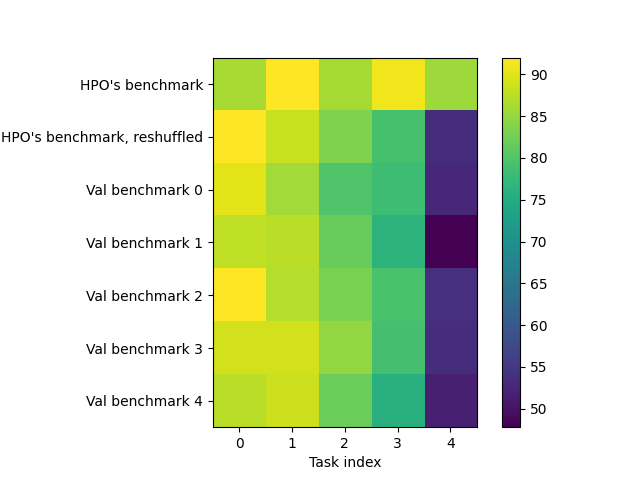 HPO's benchmark
HPO's benchmark, reshuffled
Val benchmark 0
Val benchmark 1
Val benchmark 2
Val benchmark 3
Val benchmark 4
0 1 2 3 4
Task index
90
85
80
75
70
65
60
55
50